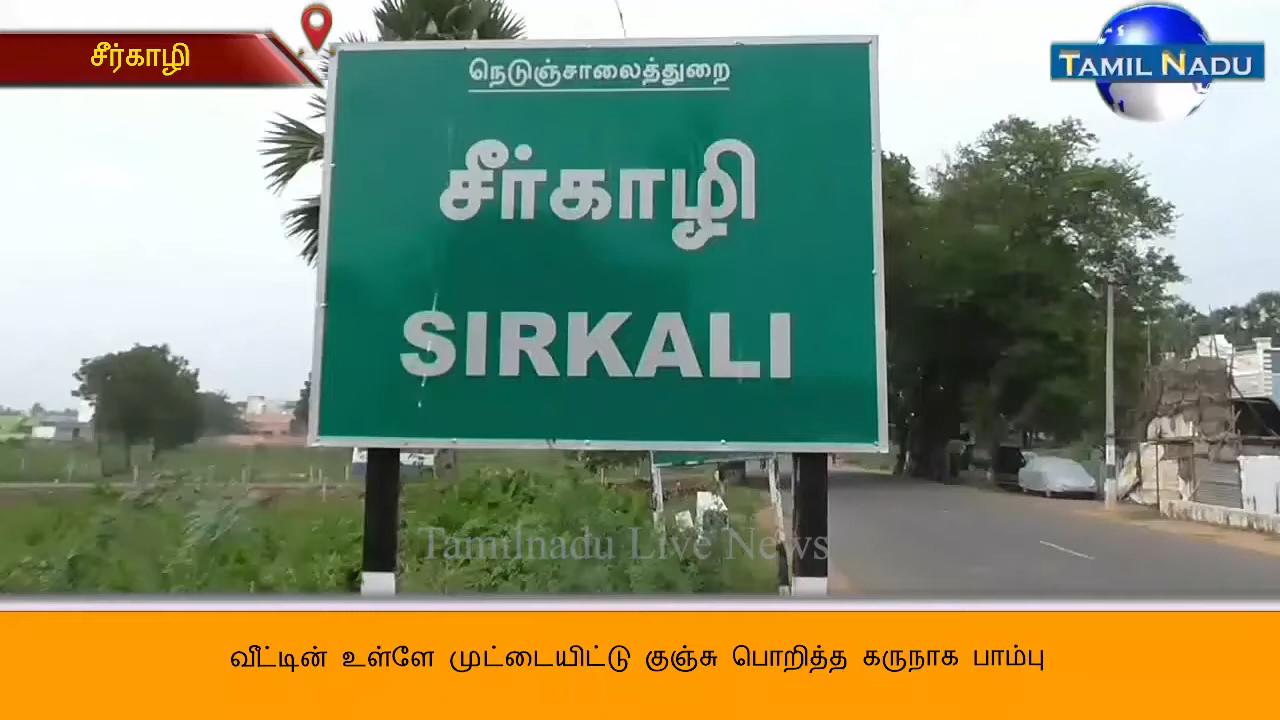 சீர்காழி
TAMIL NADU
நெடுஞ்சாலைத்துறை
சீர்காழி
SIRKALI
Tamilnadu Live News
வீட்டின் உள்ளே முட்டையிட்டு குஞ்சு பொறித்த கருநாக பாம்பு